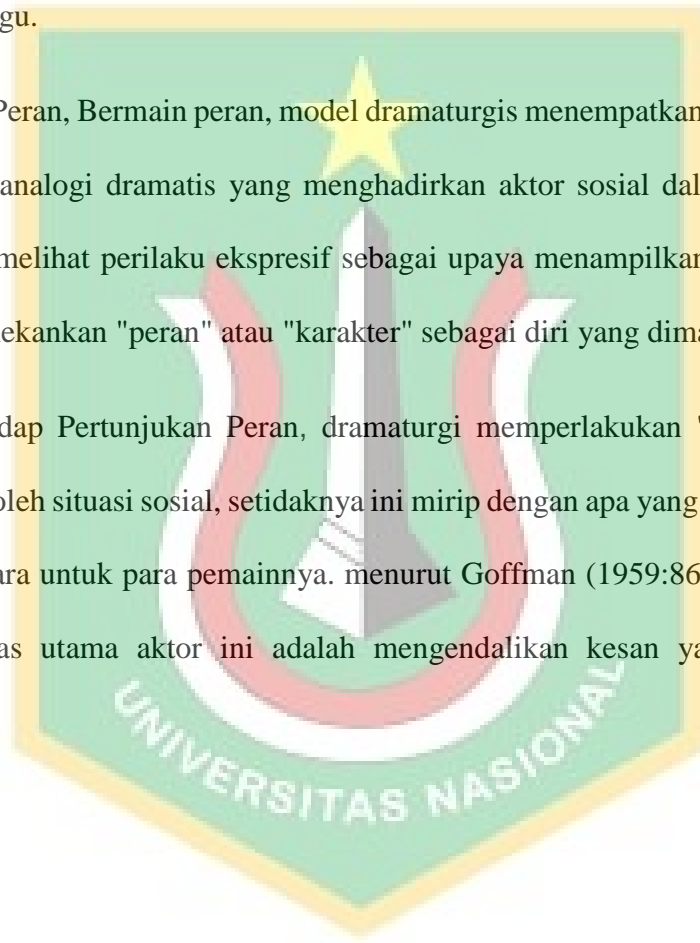 gu.
Peran, Bermain peran, model dramaturgis menempatkan
analogi dramatis yang menghadirkan aktor sosial dal
melihat perilaku ekspresif sebagai upaya menampilkan
ekankan "peran" atau "karakter" sebagai diri yang dima
dap Pertunjukan Peran, dramaturgi memperlakukan "
oleh situasi sosial, setidaknya ini mirip dengan apa yang
ara untuk para pemainnya. menurut Goffman (1959:86
as utama aktor ini adalah mengendalikan kesan ya
UNIVERSITAS NASIONAL